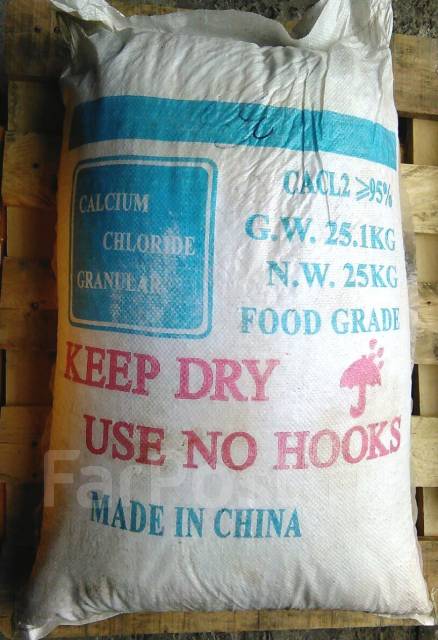 CALCIUM
CHLORIDE
GRANULAR
CACL2 ⩾95%
G.W. 25.1KG
N.W. 25KG
FOOD GRADE
KEEP DRY
USE NO HOOKS
FarPost
MADE IN CHINA